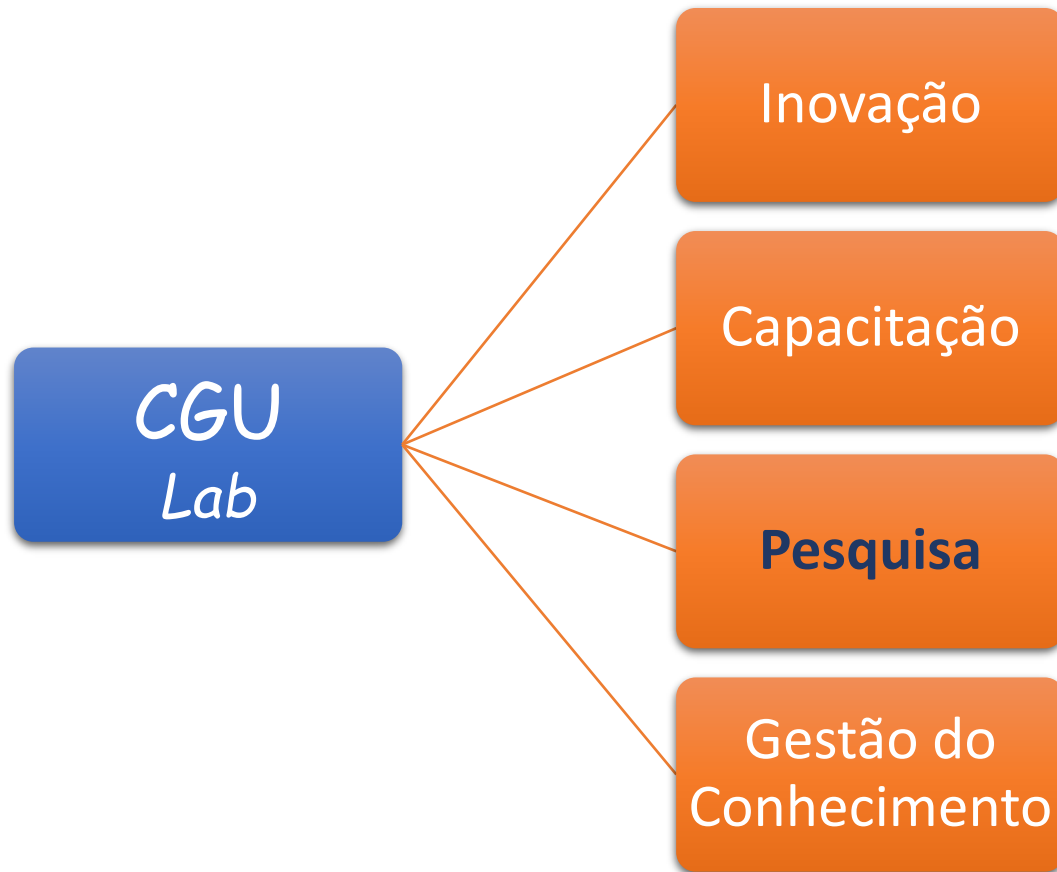 CGU
Lab
Inovação
Capacitação
Pesquisa
Gestão do
Conhecimento